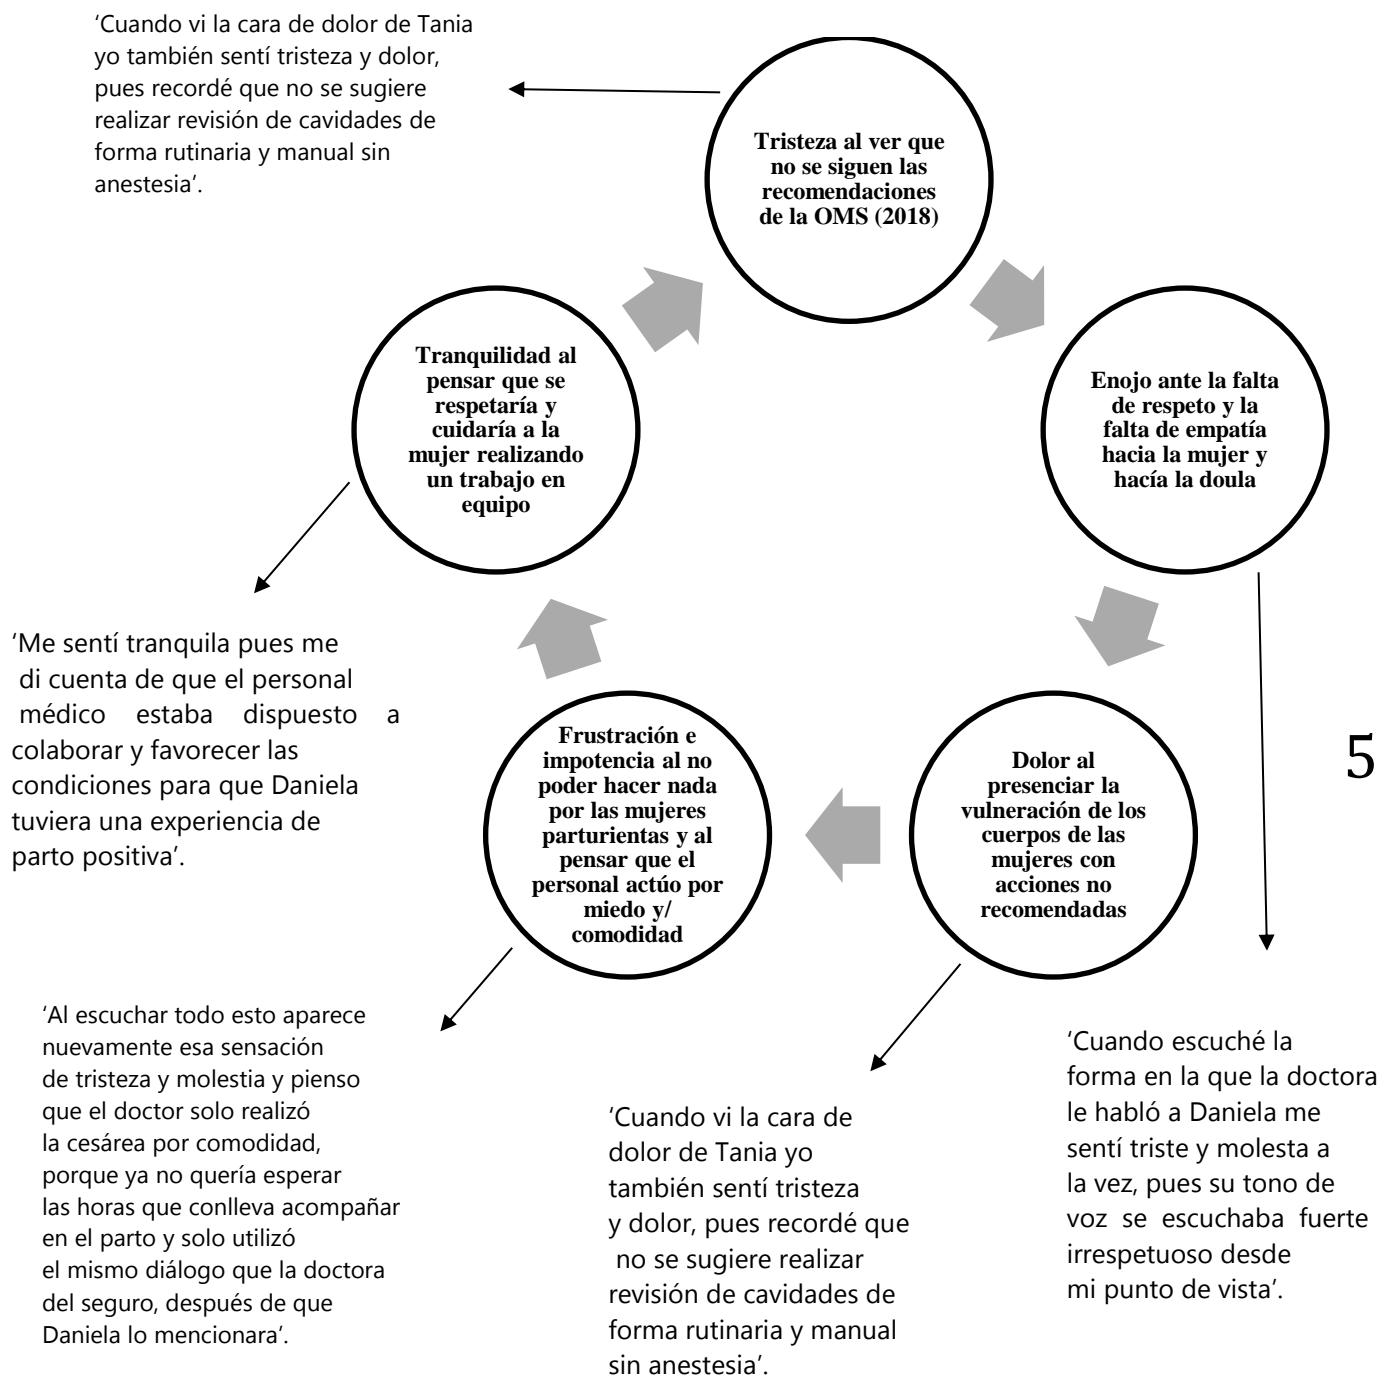 ‘Cuando vi la cara de dolor de Tania
yo también sentí tristeza y dolor,
pues recordé que no se sugiere
realizar revisión de cavidades de
forma rutinaria y manual sin
anestesia’.
Tristeza al ver que
no se siguen las
recomendaciones
de la OMS (2018)
Enojo ante la falta
de respeto y la
falta de empatía
hacia la mujer y
hacía la doula
Dolor al
presenciar la
vulneración de los
cuerpos de las
mujeres con
acciones no
recomendadas
Frustración e
impotencia al no
poder hacer nada
por las mujeres
parturientas y al
pensar que el
personal actúo por
miedo y/
comodidad
Tranquilidad al
pensar que se
respetaría y
cuidaría a la
mujer realizando
un trabajo en
equipo
‘Me sentí tranquila pues me
di cuenta de que el personal
médico estaba dispuesto a
colaborar y favorecer las
condiciones para que Daniela
tuviera una experiencia de
parto positiva’.
5
‘Al escuchar todo esto aparece
nuevamente esa sensación
de tristeza y molestia y pienso
que el doctor solo realizó
la cesárea por comodidad,
porque ya no quería esperar
las horas que conlleva acompañar
en el parto y solo utilizó
el mismo diálogo que la doctora
del seguro, después de que
Daniela lo mencionara’.
‘Cuando vi la cara de
dolor de Tania yo
también sentí tristeza
y dolor, pues recordé que
no se sugiere realizar
revisión de cavidades de
forma rutinaria y manual
sin anestesia’.
‘Cuando escuché la
forma en la que la doctora
le habló a Daniela me
sentí triste y molesta a
la vez, pues su tono de
voz se escuchaba fuerte
irrespetuoso desde
mi punto de vista’.